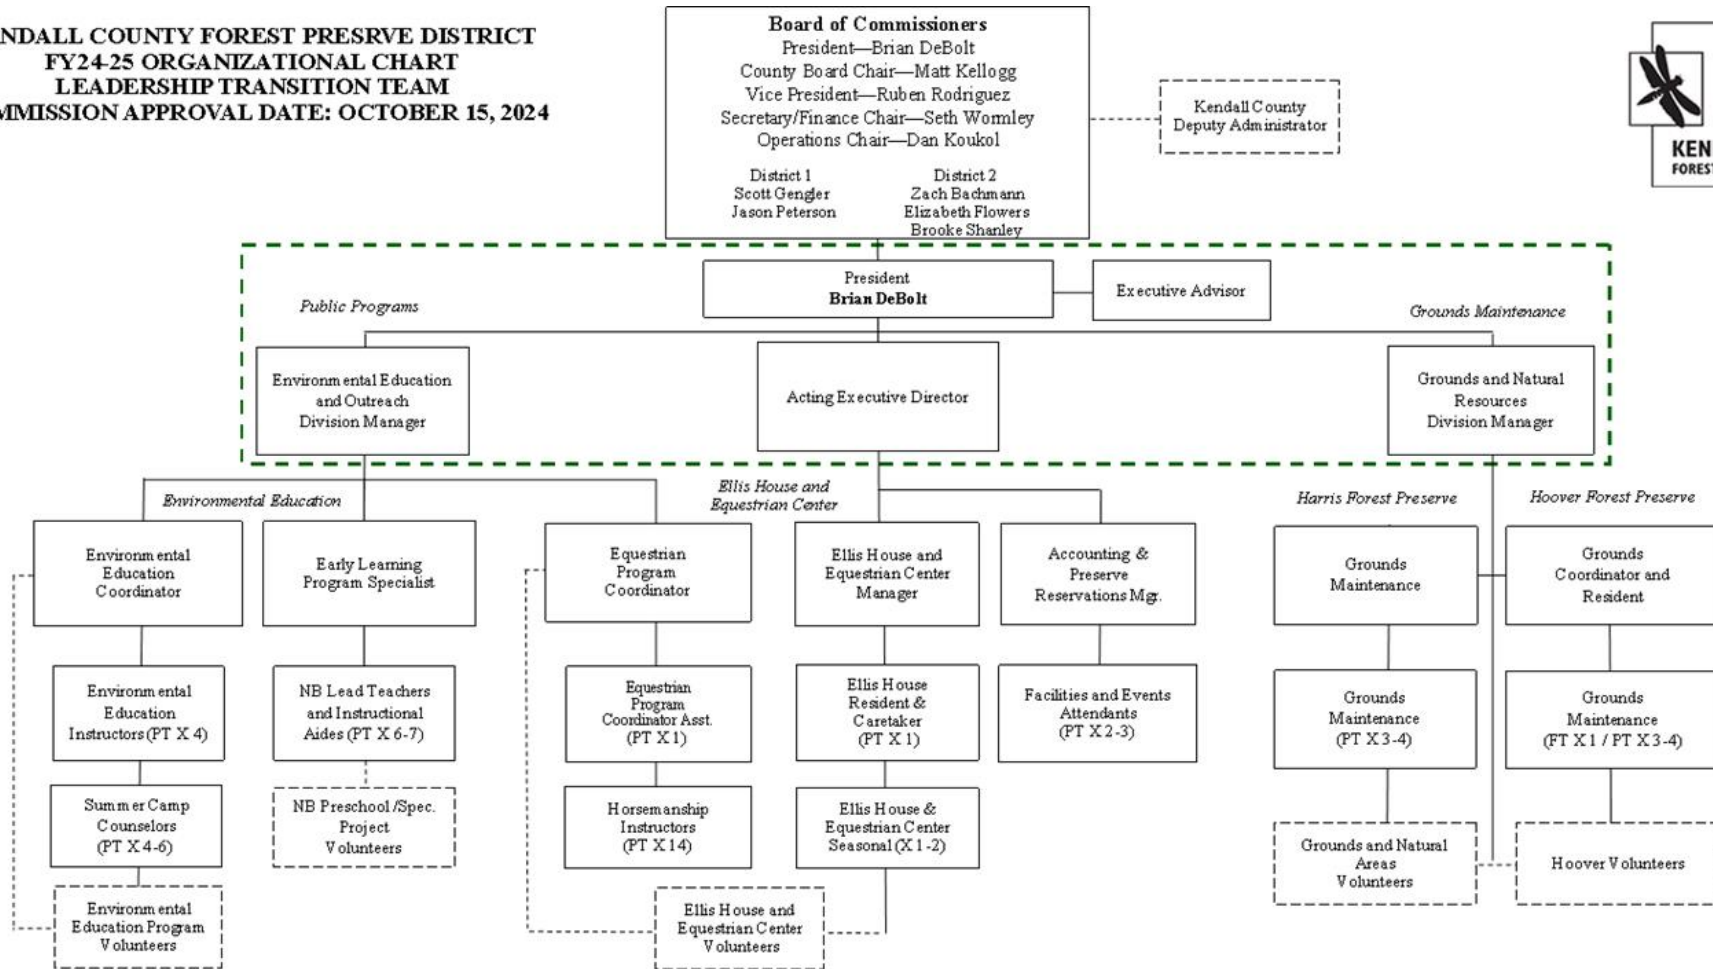 NDALL COUNTY FOREST PRESRVE DISTRICT
FY24-25 ORGANIZATIONAL CHART
LEADERSHIP TRANSITION TEAM
MMISSION APPROVAL DATE: OCTOBER 15, 2024
Board of Commissioners
President—Brian DeBolt
County Board Chair—Matt Kellogg
Vice President—Ruben Rodriguez
Secretary/Finance Chair—Seth Wormley
Operations Chair—Dan Koukol
District 1
Scott Gengler
Jason Peterson
District 2
Zach Bachmann
Elizabeth Flowers
Brooke Shanley
Kendall County
Deputy Administrator
KEN
FOREST
President
Brian DeBolt
Executive Advisor
Public Programs
Grounds Maintenance
Environmental Education
and Outreach
Division Manager
Acting Executive Director
Grounds and Natural
Resources
Division Manager
Environmental Education
Ellis House and
Equestrian Center
Harris Forest Preserve
Hoover Forest Preserve
Environmental
Education
Coordinator
Early Learning
Program Specialist
Equestrian
Program
Coordinator
Ellis House and
Equestrian Center
Manager
Accounting &
Preserve
Reservations Mgr.
Grounds
Maintenance
Grounds
Coordinator and
Resident
Environmental
Education
Instructors (PT X 4)
NB Lead Teachers
and Instructional
Aides (PT X 6-7)
Equestrian
Program
Coordinator Asst.
(PT X 1)
Ellis House
Resident &
Caretaker
(PT X 1)
Facilities and Events
Attendants
(PT X 2-3)
Grounds
Maintenance
(PT X 3-4)
Grounds
Maintenance
(FT X 1 / PT X 3-4)
Summer Camp
Counselors
(PT X 4-6)
NB Preschool /Spec.
Project
Volunteers
Horsemanship
Instructors
(PT X 14)
Ellis House &
Equestrian Center
Seasonal (X 1-2)
Grounds and Natural
Areas
Volunteers
Hoover Volunteers
Environmental
Education Program
Volunteers
Ellis House and
Equestrian Center
Volunteers